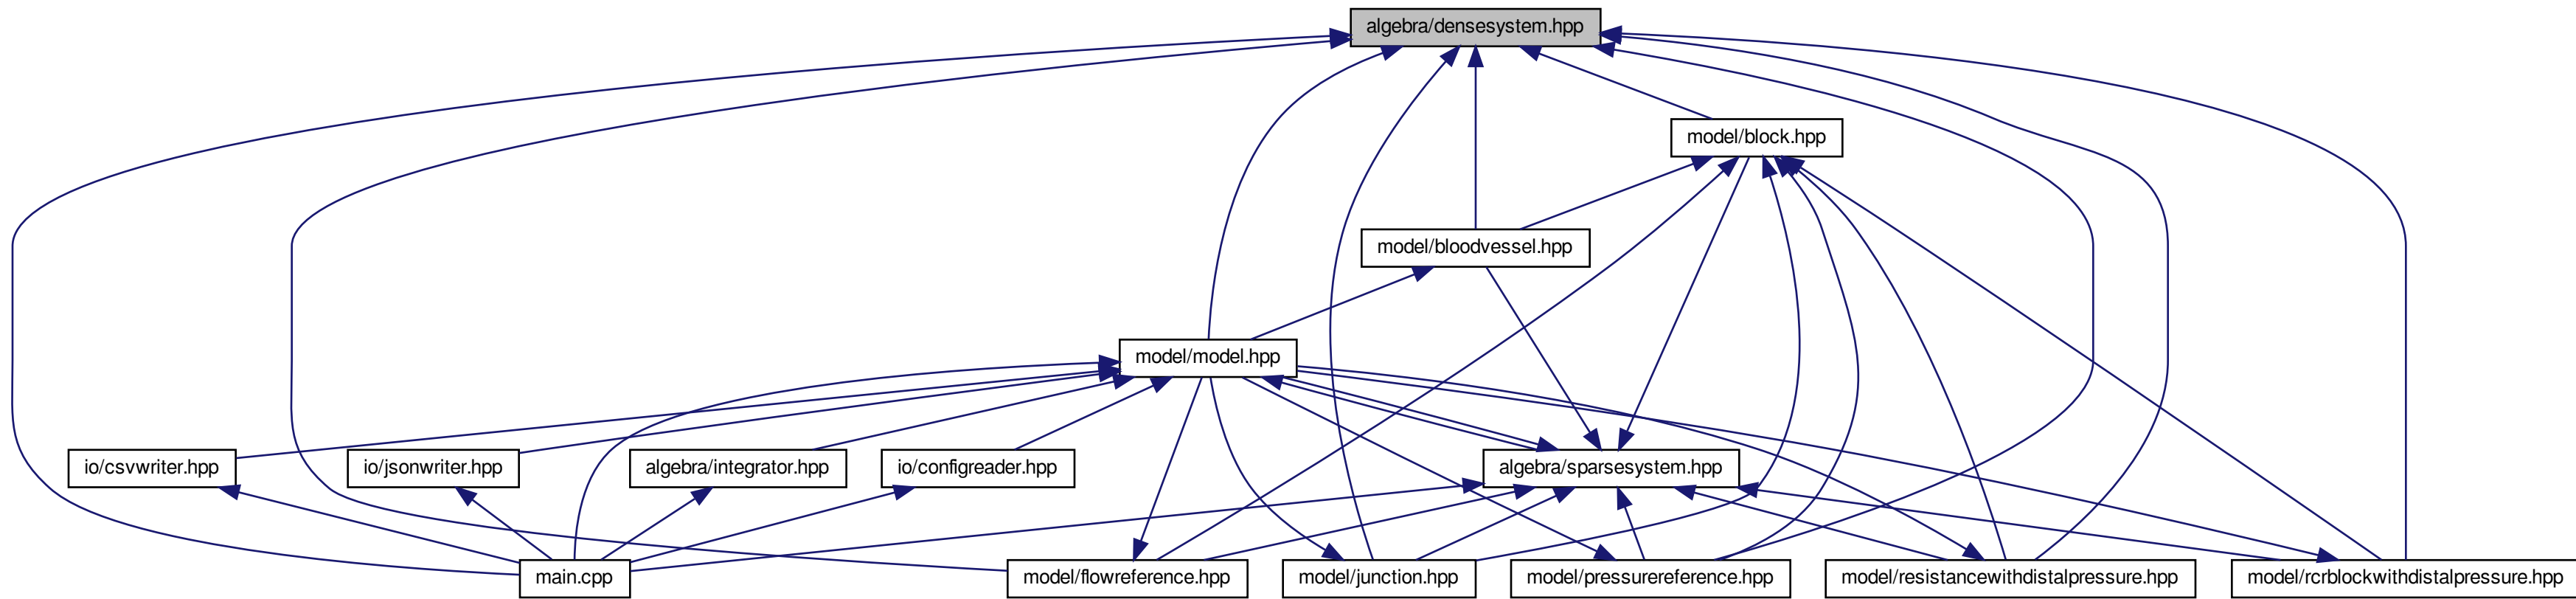 algebra/densesystem.hpp
model/block.hpp
model/bloodvessel.hpp
model/model.hpp
io/csvwriter.hpp
io/jsonwriter.hpp
algebra/integrator.hpp
io/configreader.hpp
algebra/sparsesystem.hpp
main.cpp
model/flowreference.hpp
model/junction.hpp
model/pressurereference.hpp
model/resistancewithdistalpressure.hpp
model/rcrblockwithdistalpressure.hpp